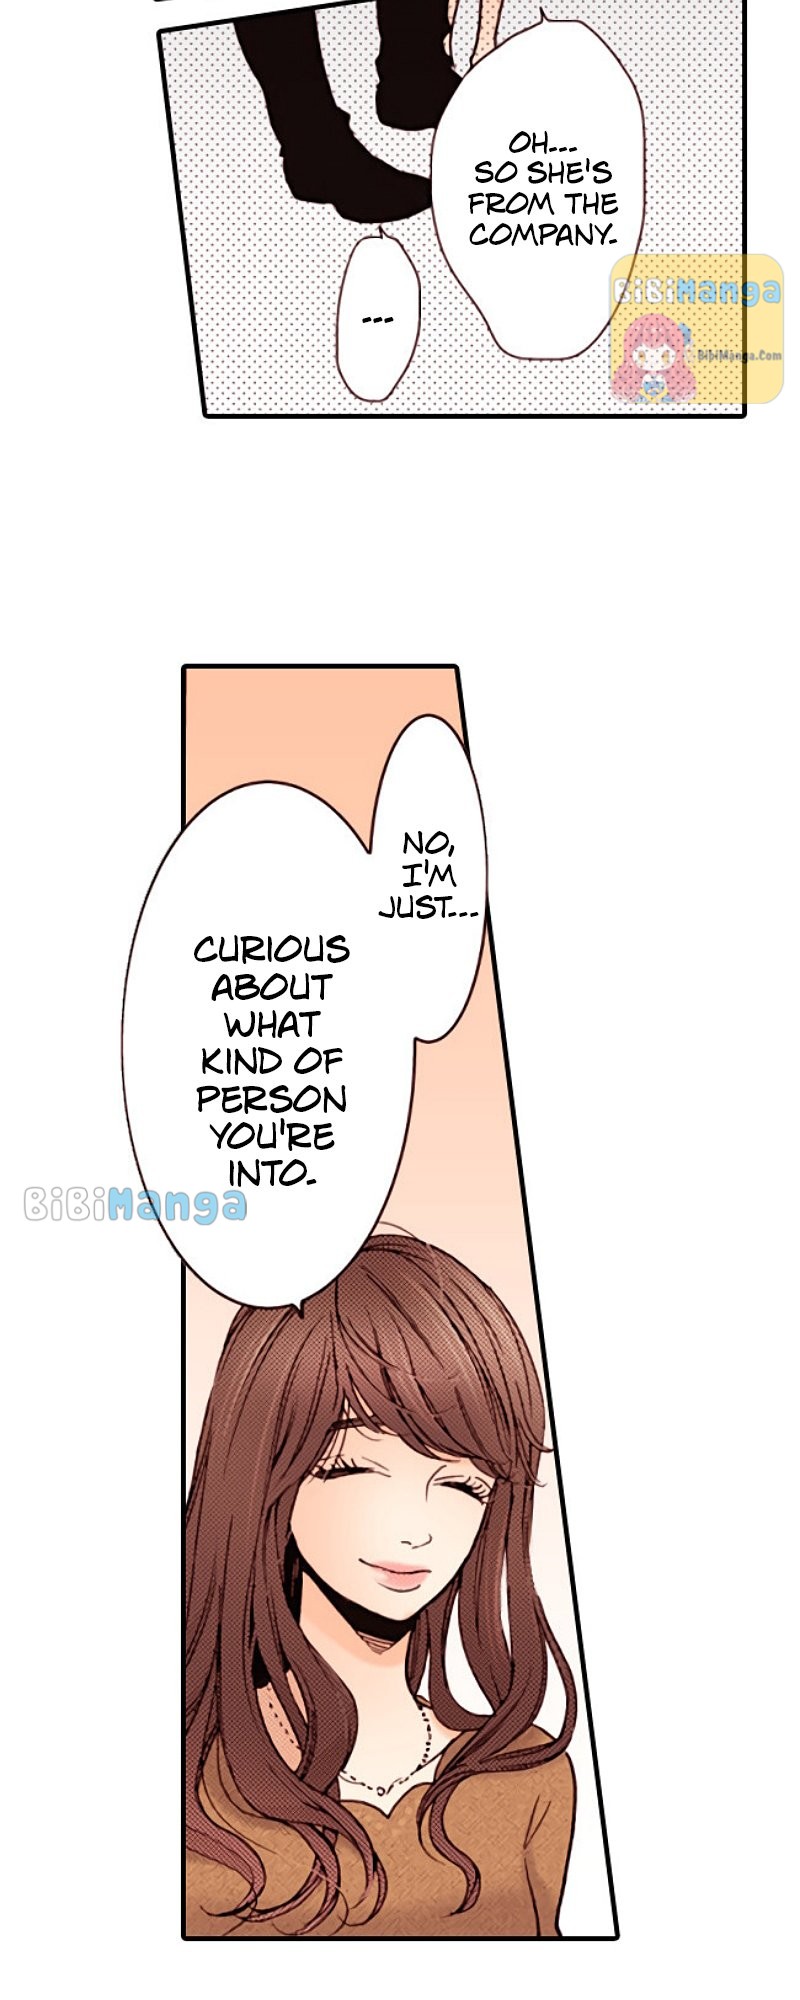 OH...
SO SHE'S
FROM THE
COMPANY.
...
BiBiManga
BibiManga.Com
NO,
I'M
JUST...
CURIOUS
ABOUT
WHAT
KIND OF
PERSON
YOU'RE
INTO.
BiBiManga